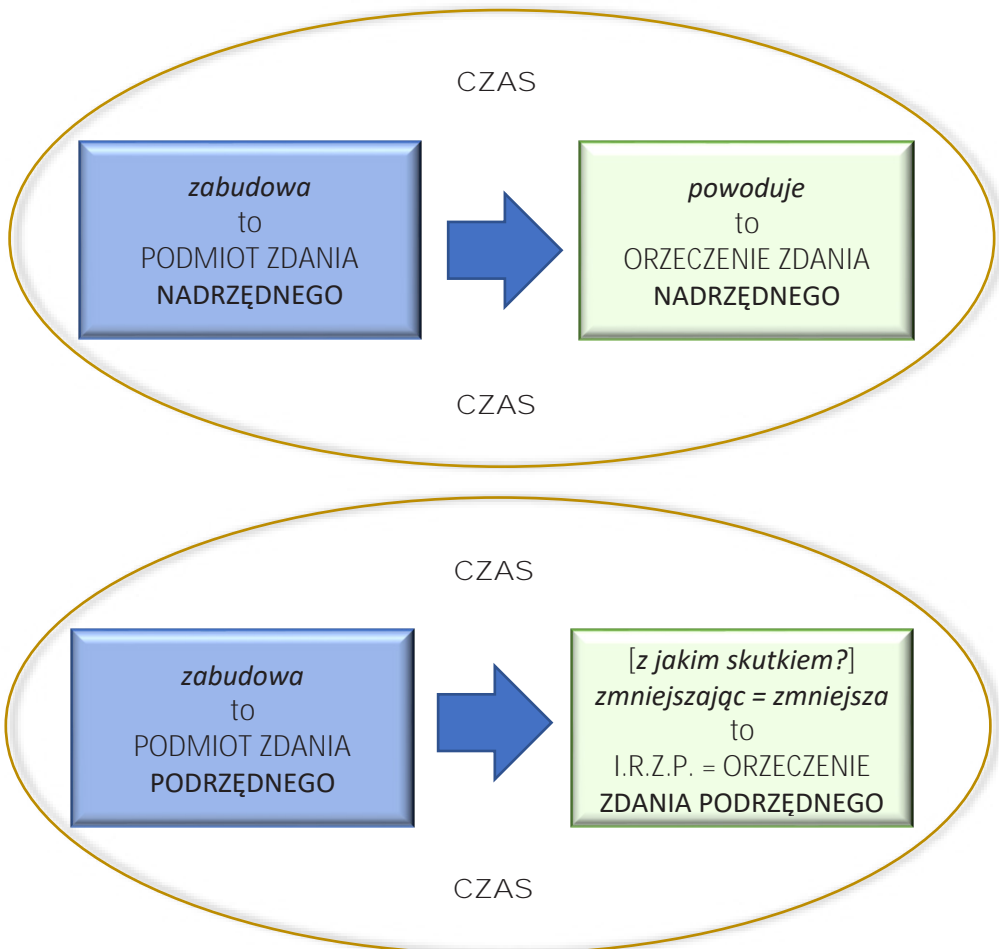 CZAS
zabudowa
to
PODMIOT ZDANIA
NADRZĘDNEGO
powoduje
to
ORZECZENIE ZDANIA
NADRZĘDNEGO
CZAS
CZAS
zabudowa
to
PODMIOT ZDANIA
PODRZĘDNEGO
[z jakim skutkiem?]
zmniejszając = zmniejsza
to
I.R.Z.P. = ORZECZENIE
ZDANIA PODRZĘDNEGO
CZAS